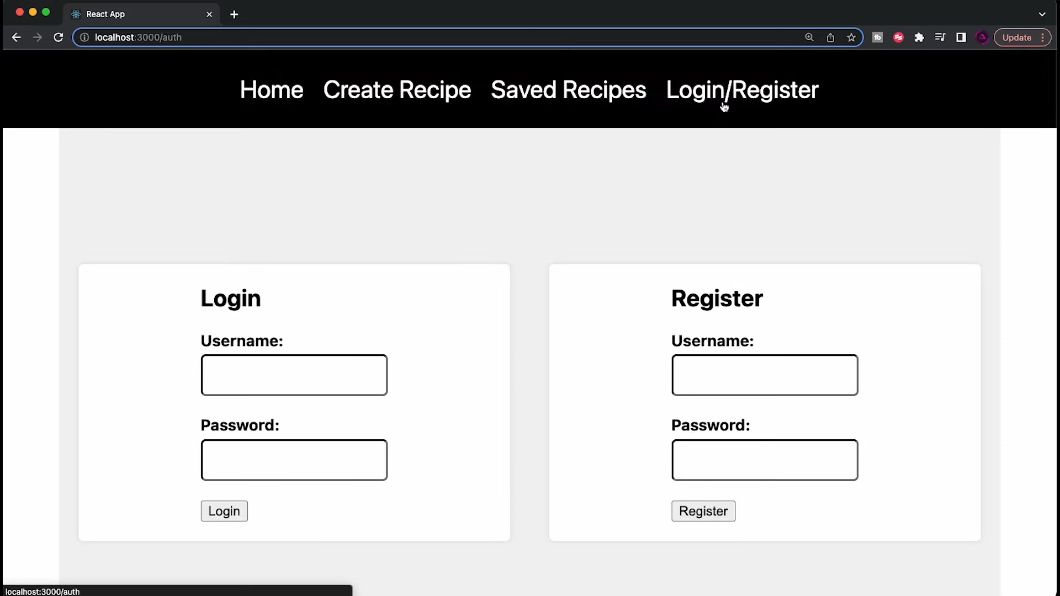 React App
localhost:3000/auth
Update
Home Create Recipe Saved Recipes Login/Register
Login
Username:
Password:
Login
Register
Username:
Password:
Register
localhost:3000/auth